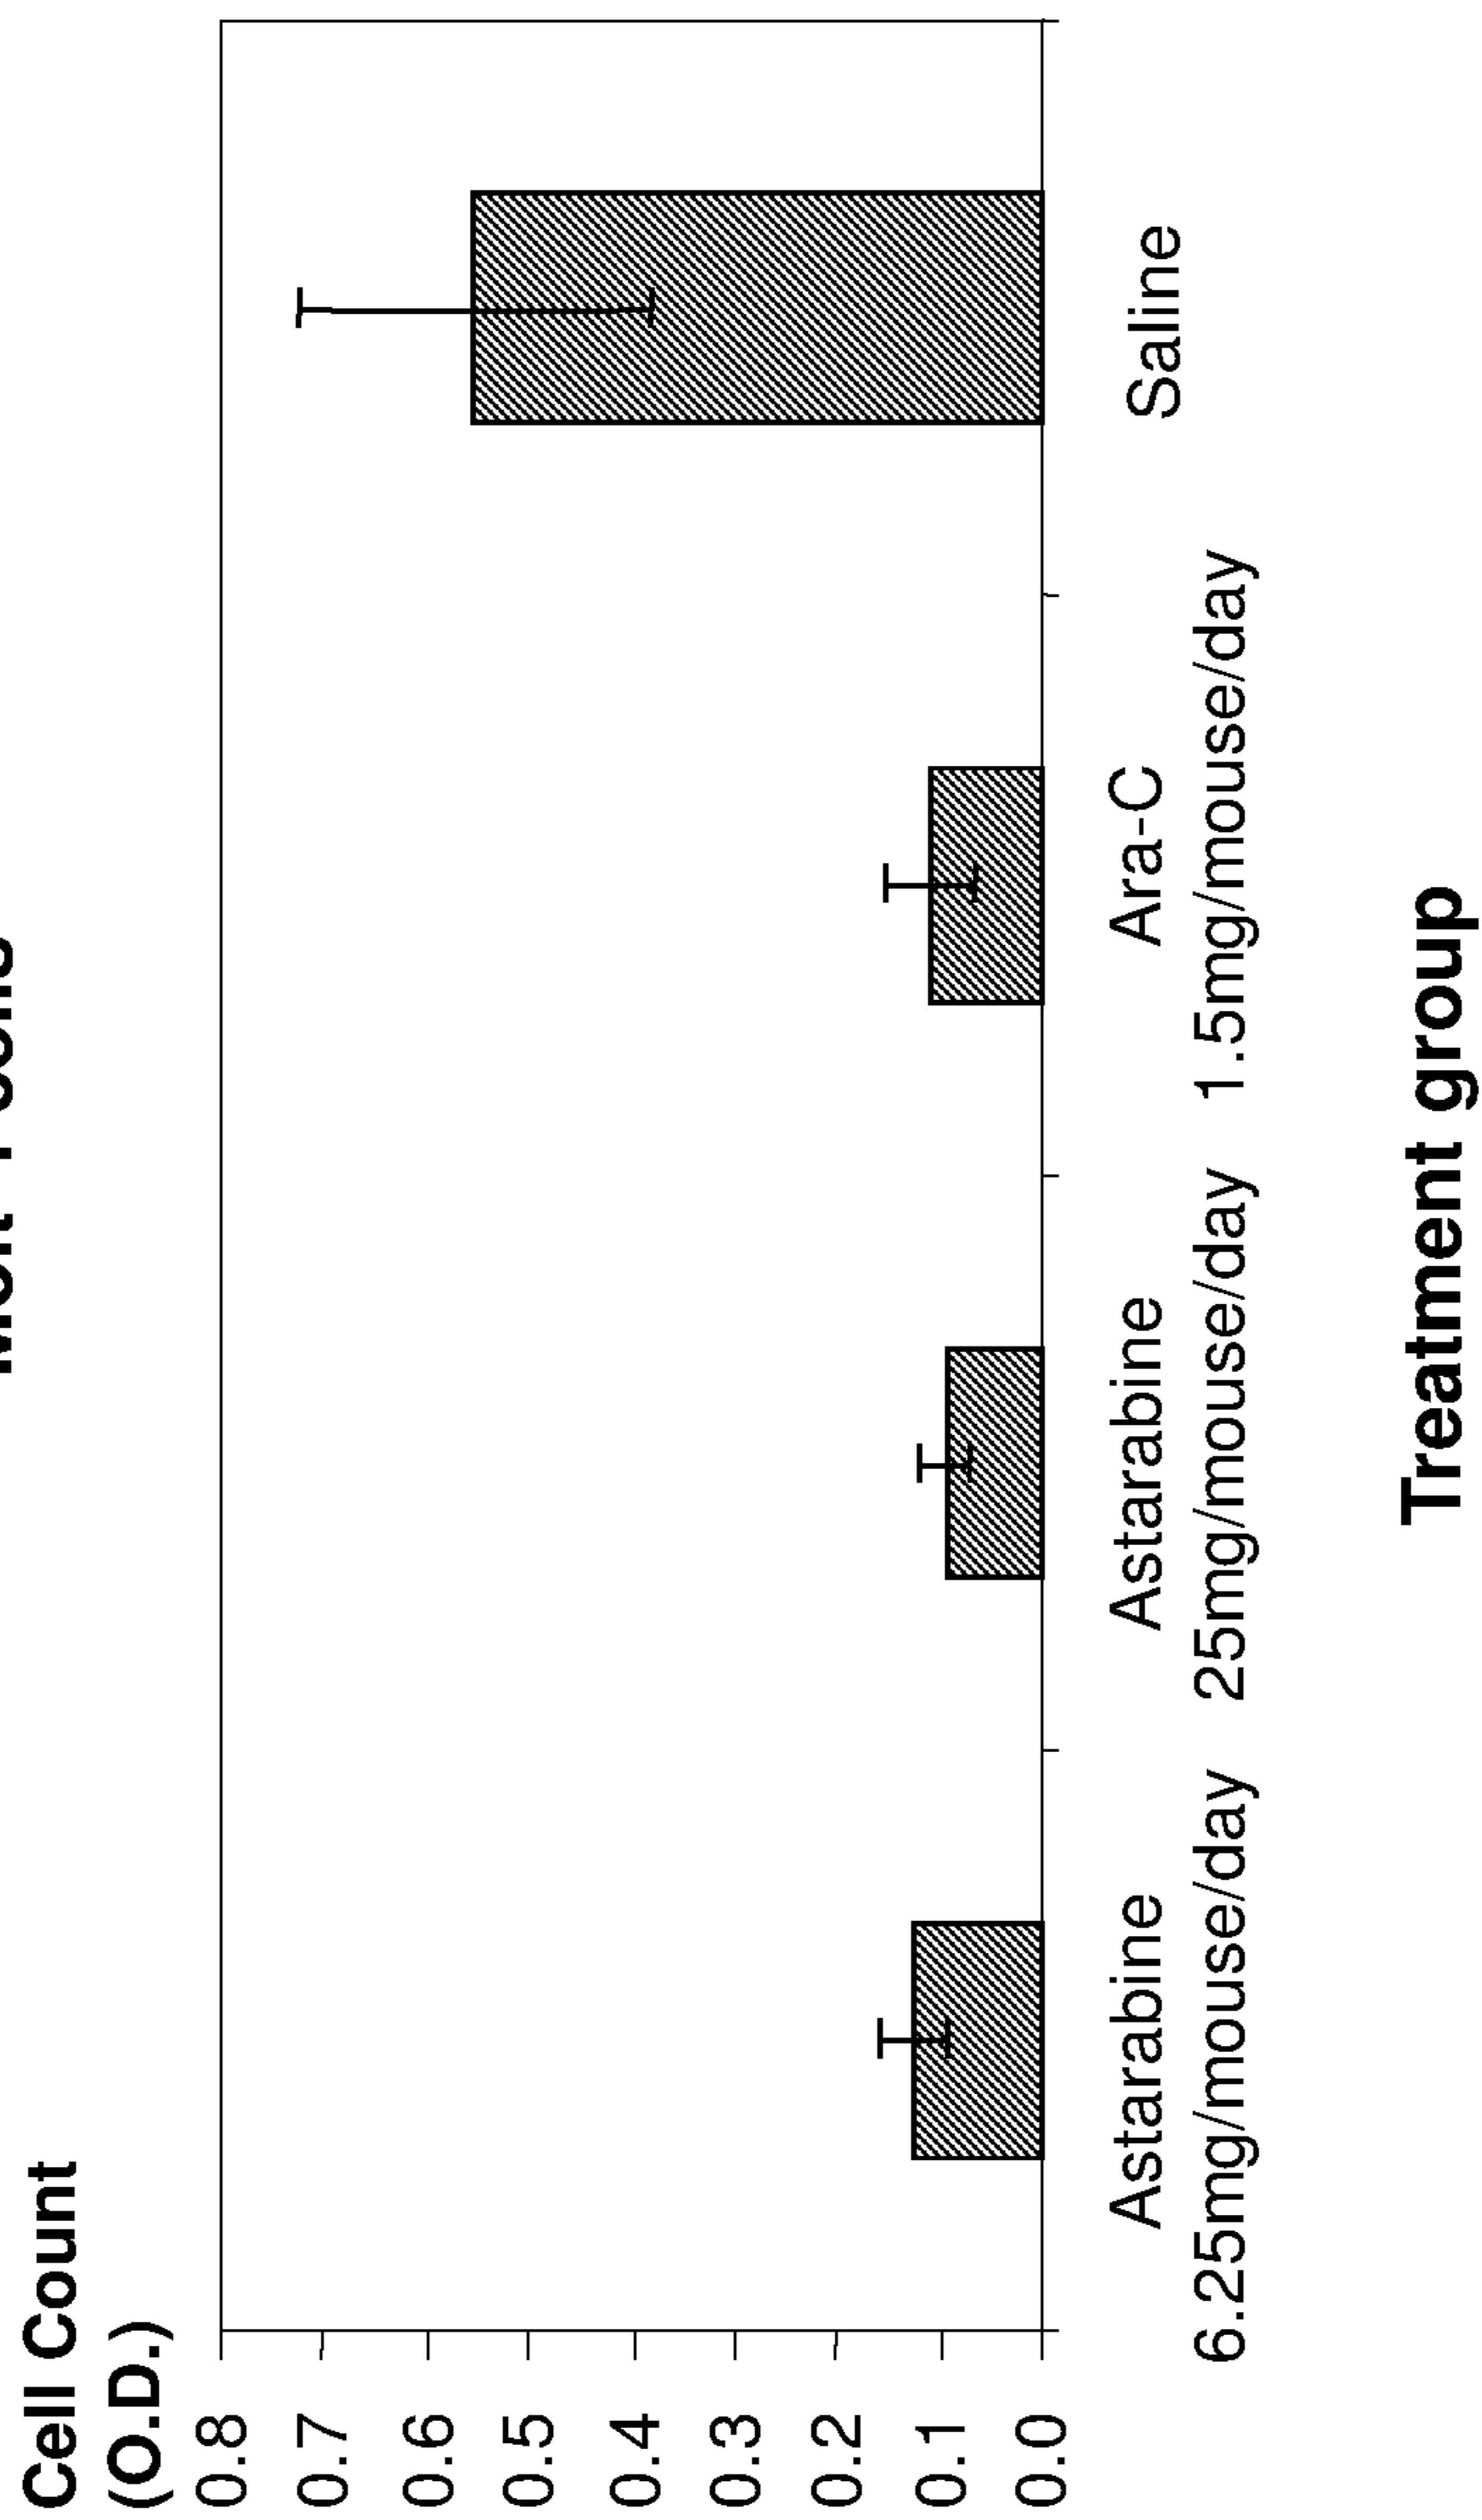 Cell Count
(O.D.)
0.8
0.7
0.6
0.5
0.4
0.3
0.2
0.1
0.0
Astarabine
6.25mg/mouse/day
Astarabine
25mg/mouse/day
Ara-C
1.5mg/mouse/day
Saline
Treatment group